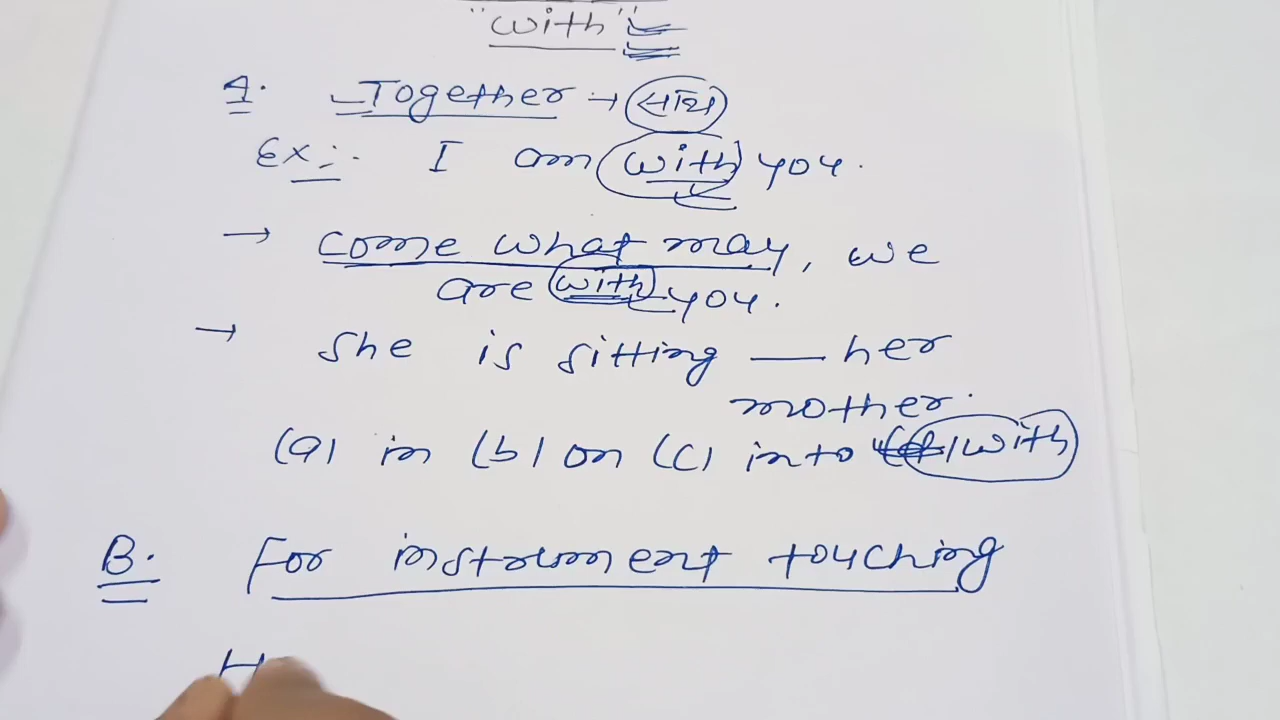 "With"
A. Together → साथ
Ex:- I am with you.
→ come what may, we
are with you.
→ she is sitting — her
mother.
(a) in (b) on (c) into (d) with
B. For instrument touching
H